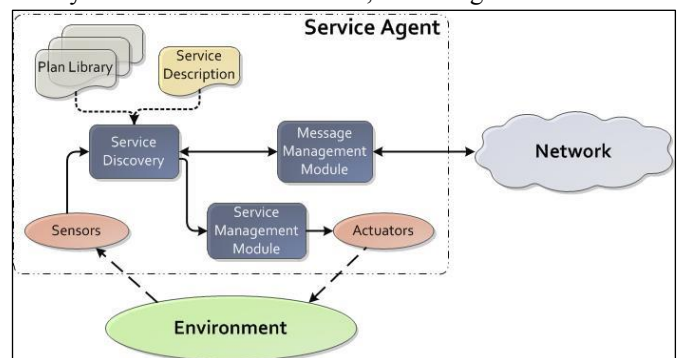 Service Agent
Plan Library
Service
Description
Service
Discovery
Message
Management
Module
Network
Service
Management
Module
Sensors
Actuators
Environment